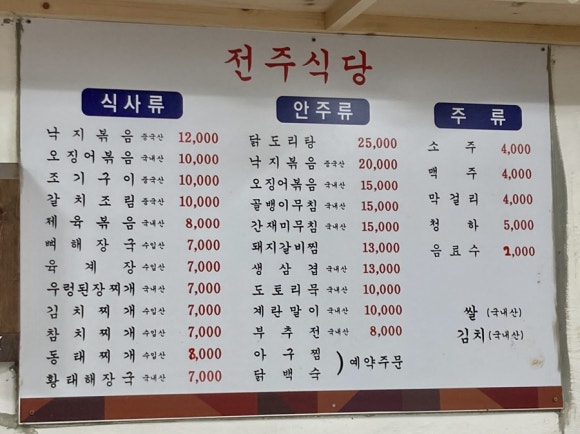 전주식당
식사류
낙지볶음 중국산 12,000
오징어볶음 국내산 10,000
조기구이 중국산 10,000
갈치조림 중국산 10,000
제육볶음 국내산 8,000
뼈해장국 수입산 7,000
육계장 수입산 7,000
우렁된장찌개 국내산 7,000
김치찌개 수입산 7,000
참치찌개 수입산 7,000
동태찌개 수입산 8,000
황태해장국 국내산 7,000
안주류
닭도리탕 25,000
낙지볶음 중국산 20,000
오징어볶음 국내산 15,000
골뱅이무침 국내산 15,000
간재미무침 국내산 15,000
돼지갈비찜 13,000
생삼겹 국내산 13,000
도토리묵 국내산 10,000
계란말이 국내산 10,000
부추전 국내산 8,000
아구찜
닭백숙
) 예약주문
주류
소주 4,000
맥주 4,000
막걸리 4,000
청하 5,000
음료수 2,000
쌀 (국내산)
김치 (국내산)